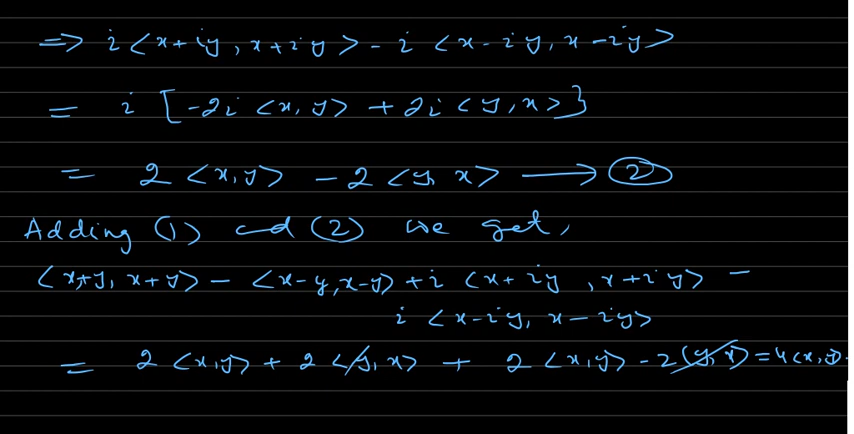 => i <x+iy, x+iy> - i <x-iy, x-iy>
= i [-2i <x,y> + 2i <y,x>}
= 2 <x,y> - 2 <y, x> ⟶ ②
Adding (1) and (2) we get,
<x+y, x+y> - <x-y, x-y> + i <x+iy, x+iy> -
i <x-iy, x-iy>
= 2 <x,y> + 2 <y,x> + 2 <x,y> - 2<y,x> = 4<x,y>.